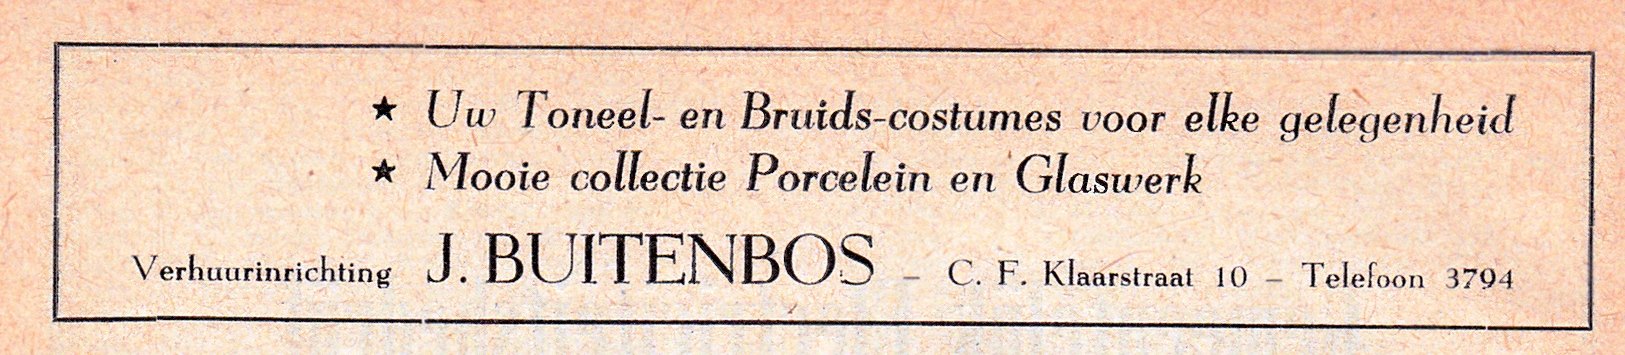 ★ Uw Toneel- en Bruids-costumes voor elke gelegenheid
★ Mooie collectie Porcelein en Glaswerk
Verhuurinrichting J. BUITENBOS – C. F. Klaarstraat 10 – Telefoon 3794